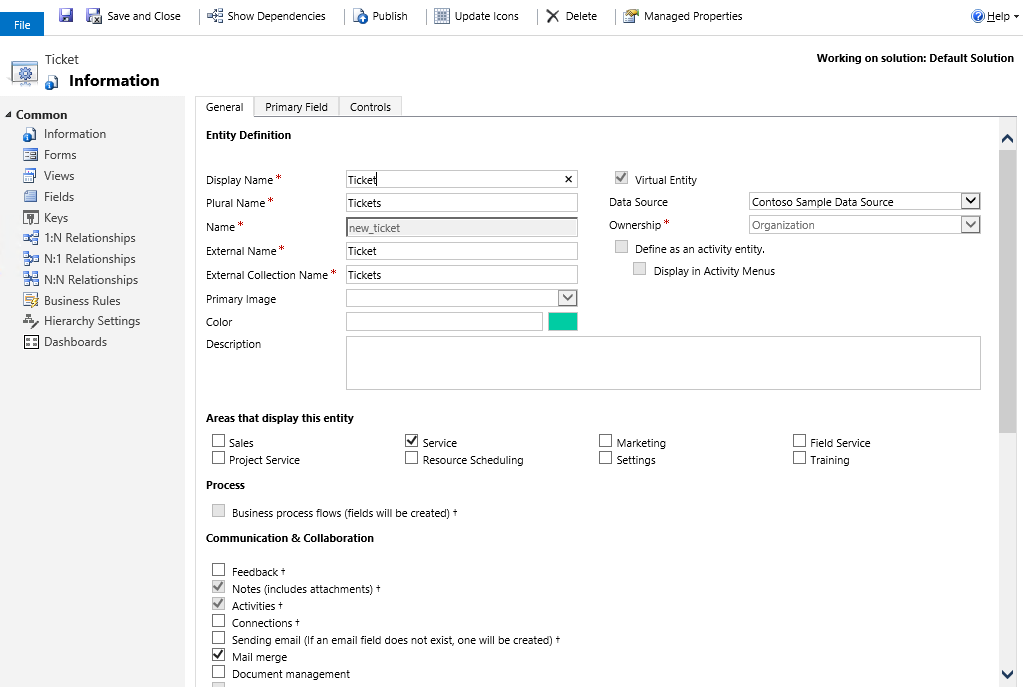 File Save and Close Show Dependencies Publish Update Icons Delete Managed Properties Help
Ticket
Information
Working on solution: Default Solution
Common
Information
Forms
Views
Fields
Keys
1:N Relationships
N:1 Relationships
N:N Relationships
Business Rules
Hierarchy Settings
Dashboards
General Primary Field Controls
Entity Definition
Display Name * Ticket
Plural Name * Tickets
Name * new_ticket
External Name * Ticket
External Collection Name * Tickets
Primary Image
Color
Description
Virtual Entity
Data Source Contoso Sample Data Source
Ownership * Organization
Define as an activity entity.
Display in Activity Menus
Areas that display this entity
Sales Service Marketing Field Service
Project Service Resource Scheduling Settings Training
Process
Business process flows (fields will be created) †
Communication & Collaboration
Feedback †
Notes (includes attachments) †
Activities †
Connections †
Sending email (If an email field does not exist, one will be created) †
Mail merge
Document management